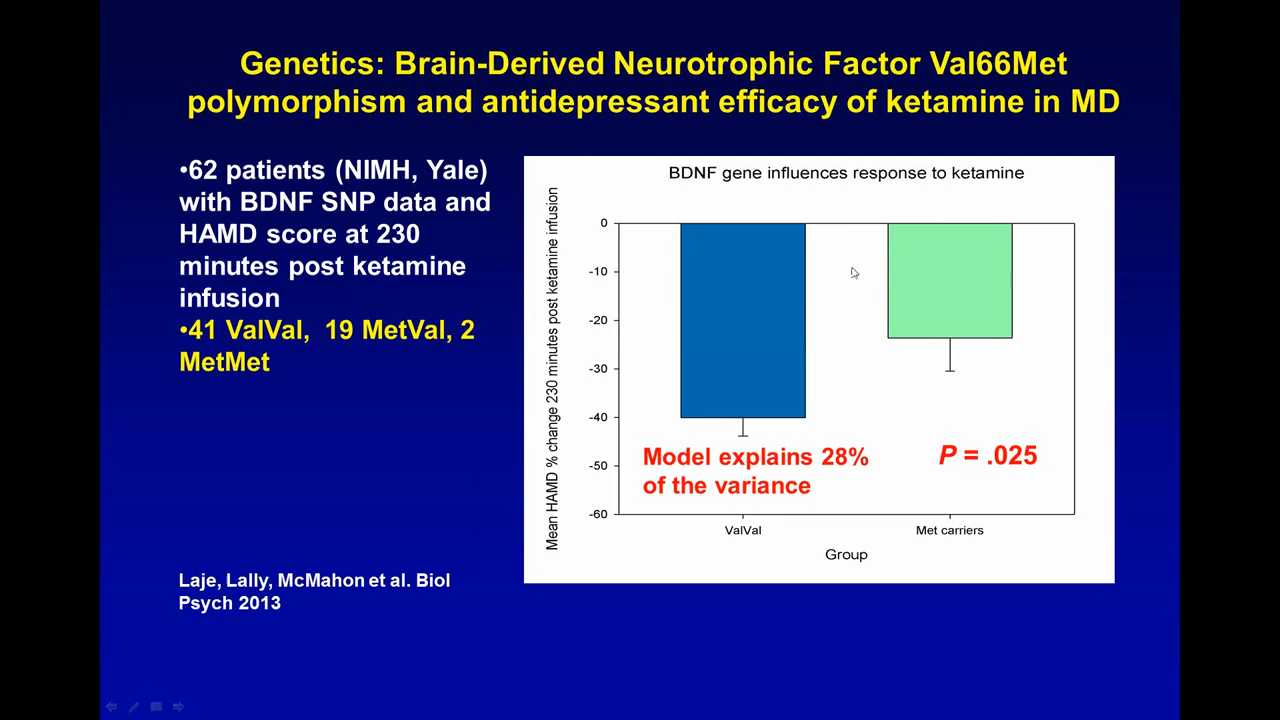 Genetics: Brain-Derived Neurotrophic Factor Val66Met
polymorphism and antidepressant efficacy of ketamine in MD
•62 patients (NIMH, Yale)
with BDNF SNP data and
HAMD score at 230
minutes post ketamine
infusion
•41 ValVal,  19 MetVal, 2
MetMet
Laje, Lally, McMahon et al. Biol
Psych 2013
BDNF gene influences response to ketamine
Mean HAMD % change 230 minutes post ketamine infusion
0
-10
-20
-30
-40
-50
-60
Model explains 28%
of the variance
P = .025
ValVal
Met carriers
Group